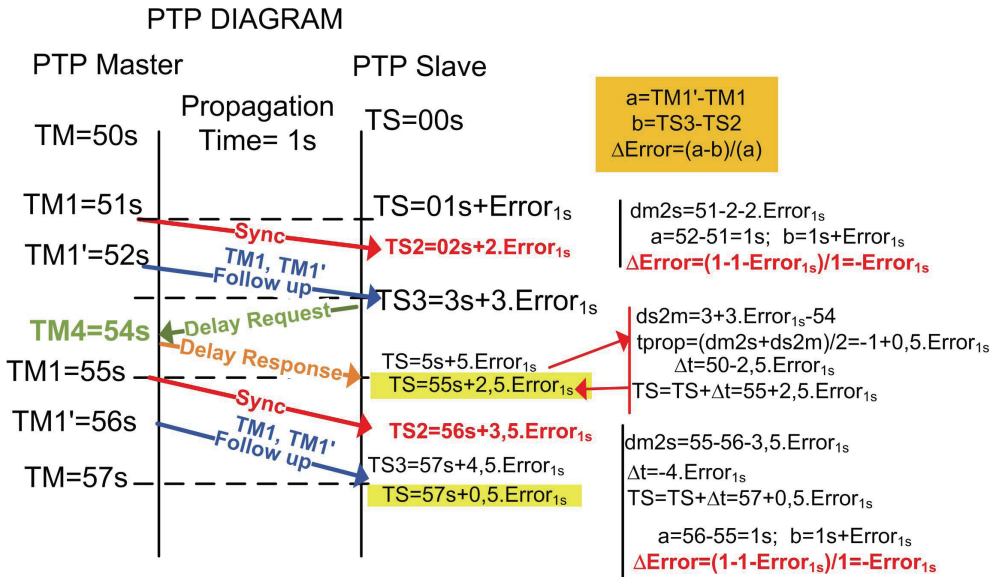 PTP DIAGRAM
PTP Master
PTP Slave
Propagation
Time= 1s
TM=50s
TS=00s
a=TM1'-TM1
b=TS3-TS2
ΔError=(a-b)/(a)
TM1=51s
TS=01s+Error1s
Sync
TS2=02s+2.Error1s
dm2s=51-2-2.Error1s
a=52-51=1s; b=1s+Error1s
ΔError=(1-1-Error1s)/1=-Error1s
TM1'=52s
TM1, TM1'
Follow up
TS3=3s+3.Error1s
Delay Request
TM4=54s
Delay Response
TS=5s+5.Error1s
TS=55s+2,5.Error1s
ds2m=3+3.Error1s-54
tprop=(dm2s+ds2m)/2=-1+0,5.Error1s
Δt=50-2,5.Error1s
TS=TS+Δt=55+2,5.Error1s
TM1=55s
Sync
TS2=56s+3,5.Error1s
TM1'=56s
TM1, TM1'
Follow up
TS3=57s+4,5.Error1s
TM=57s
TS=57s+0,5.Error1s
dm2s=55-56-3,5.Error1s
Δt=-4.Error1s
TS=TS+Δt=57+0,5.Error1s
a=56-55=1s; b=1s+Error1s
ΔError=(1-1-Error1s)/1=-Error1s